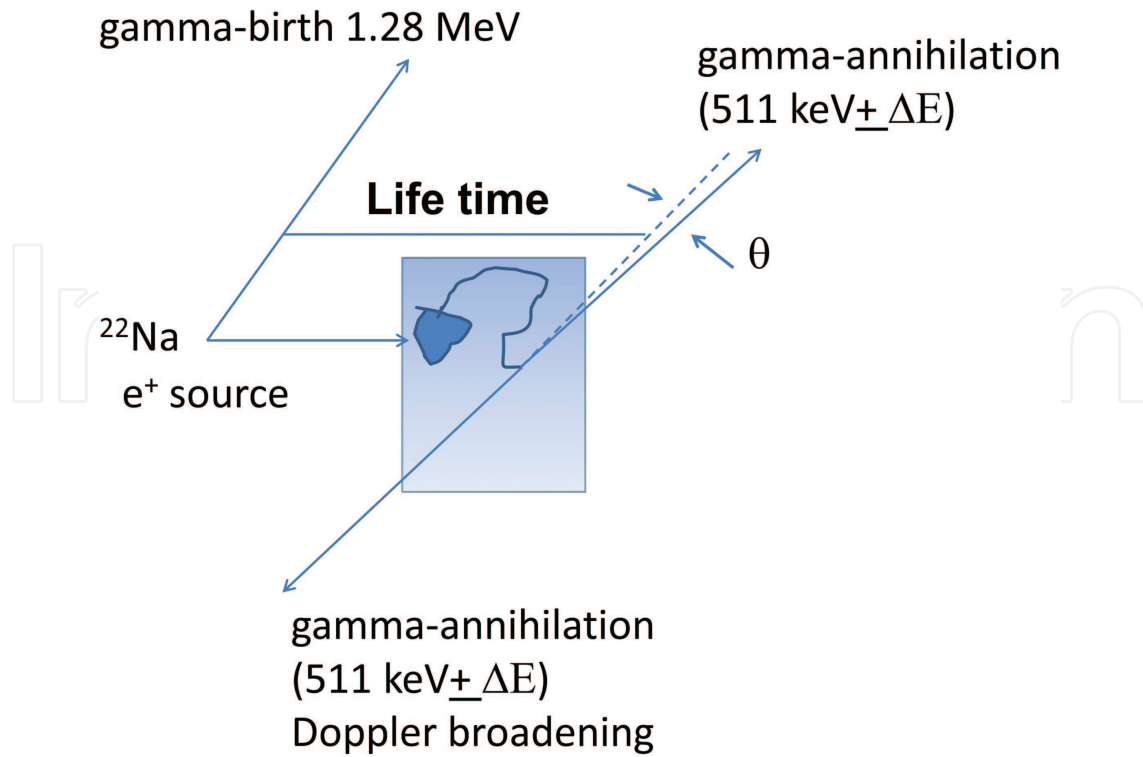 gamma-birth 1.28 MeV
gamma-annihilation
(511 keV+ ΔE)
Life time
θ
²²Na
e⁺ source
gamma-annihilation
(511 keV+ ΔE)
Doppler broadening